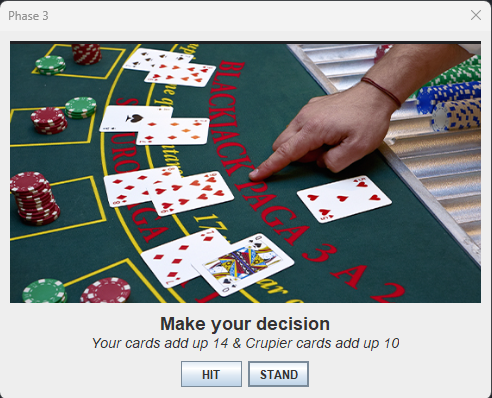 Phase 3
BLACKJACK PAGA 3 A 2
17
Make your decision
Your cards add up 14 & Crupier cards add up 10
HIT
STAND